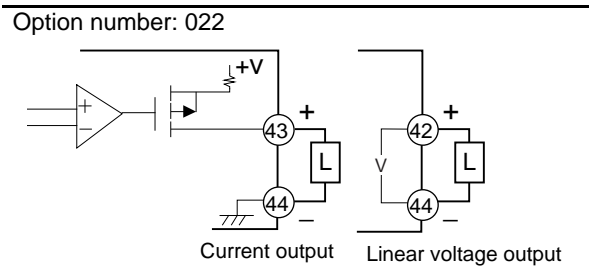 Option number: 022
+V
+
−
+
43
L
44
−
+
42
V
L
44
−
Current output
Linear voltage output